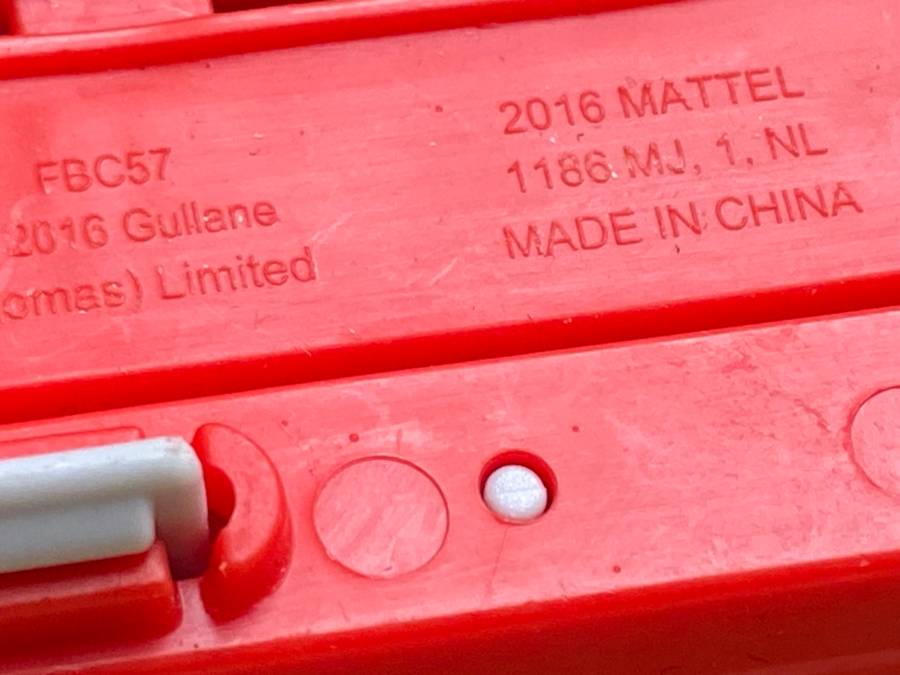 FBC57
2016 Gullane
omas) Limited
2016 MATTEL
1186 MJ, 1, NL
MADE IN CHINA